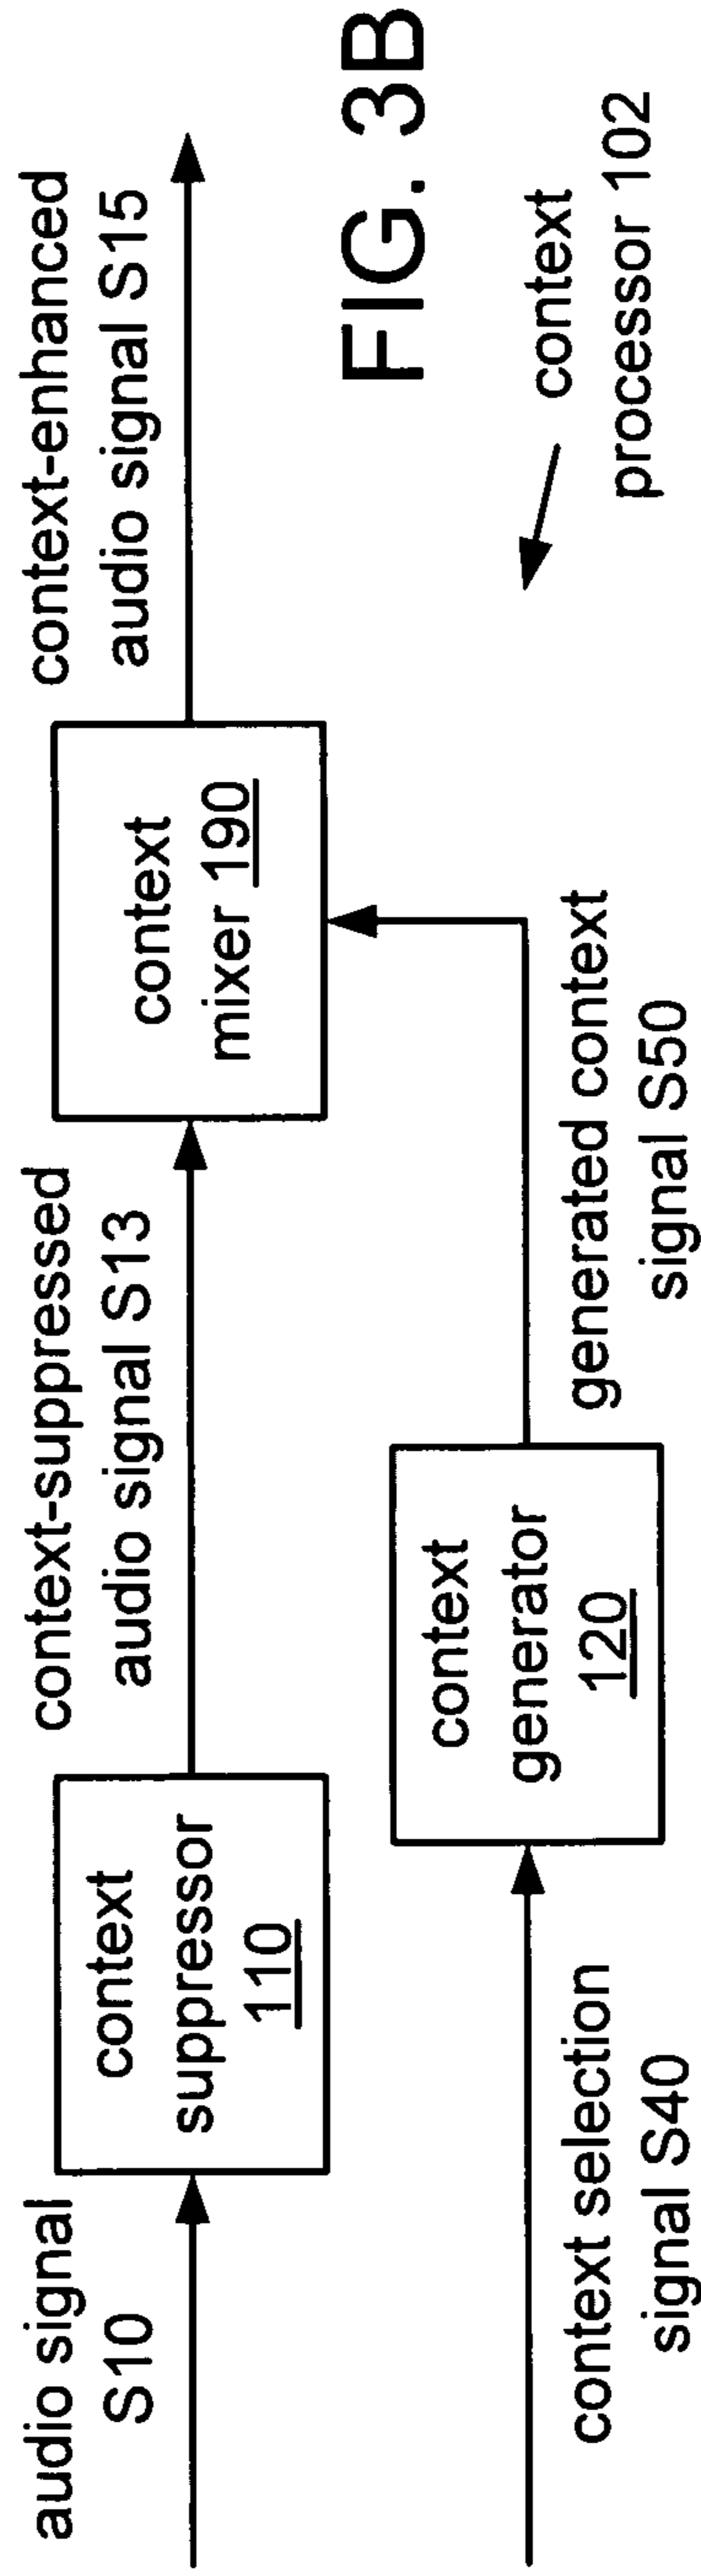 audio signal
S10
context
suppressor
110
context-suppressed
audio signal S13
context
mixer 190
context-enhanced
audio signal S15
context selection
signal S40
context
generator
120
generated context
signal S50
context
processor 102
FIG. 3B